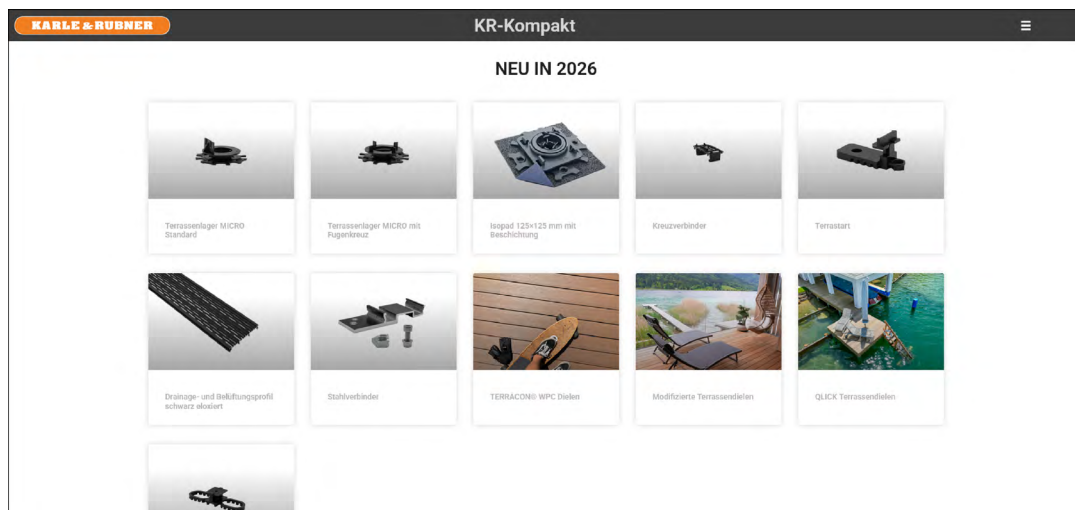 KARLE & RUBNER
KR-Kompakt
NEU IN 2026
Terrassenlager MICRO
Standard
Terrassenlager MICRO mit
Fugenkreuz
Isopad 125×125 mm mit
Beschichtung
Kreuzverbinder
Terrastart
Drainage- und Belüftungsprofil
schwarz eloxiert
Stahlverbinder
TERRACON® WPC Dielen
Modifizierte Terrassendielen
QLICK Terrassendielen